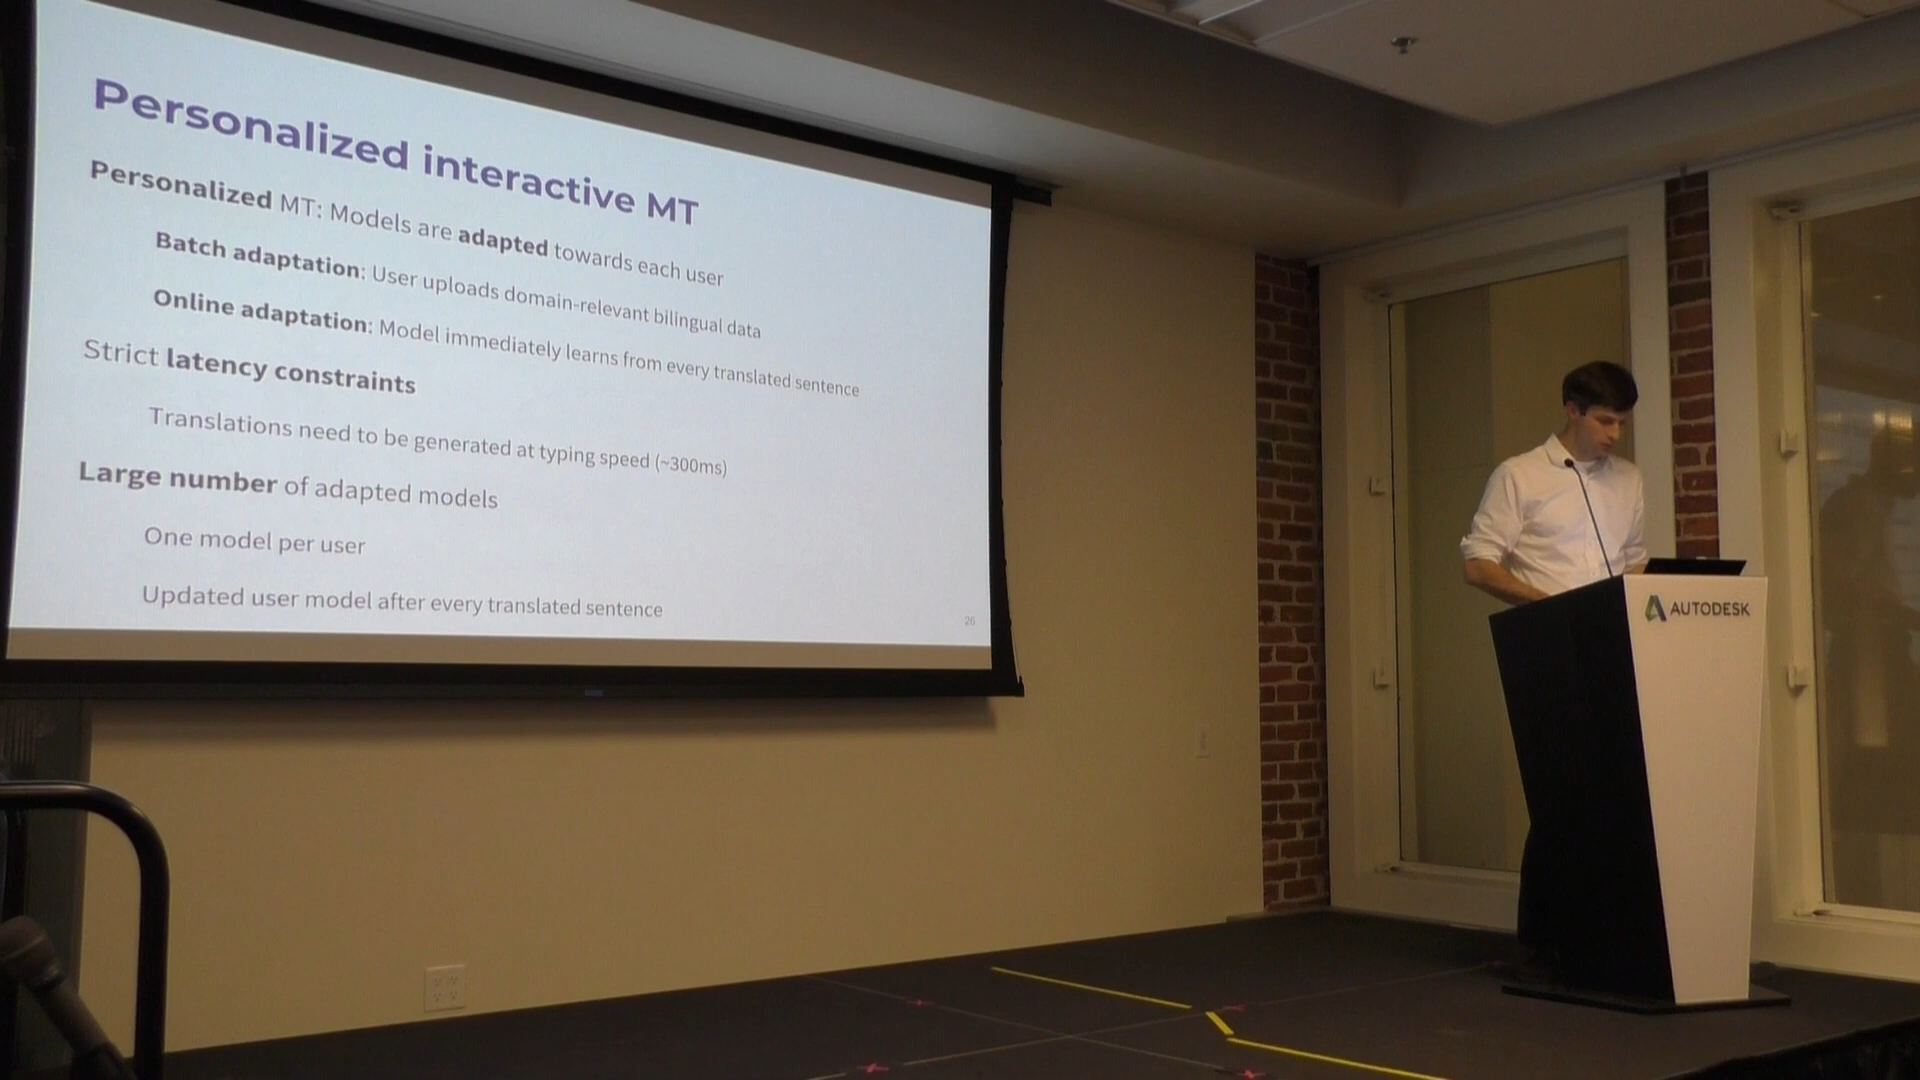 Personalized interactive MT
Personalized MT: Models are adapted towards each user
Batch adaptation: User uploads domain-relevant bilingual data
Online adaptation: Model immediately learns from every translated sentence
Strict latency constraints
Translations need to be generated at typing speed (~300ms)
Large number of adapted models
One model per user
Updated user model after every translated sentence
26
AUTODESK